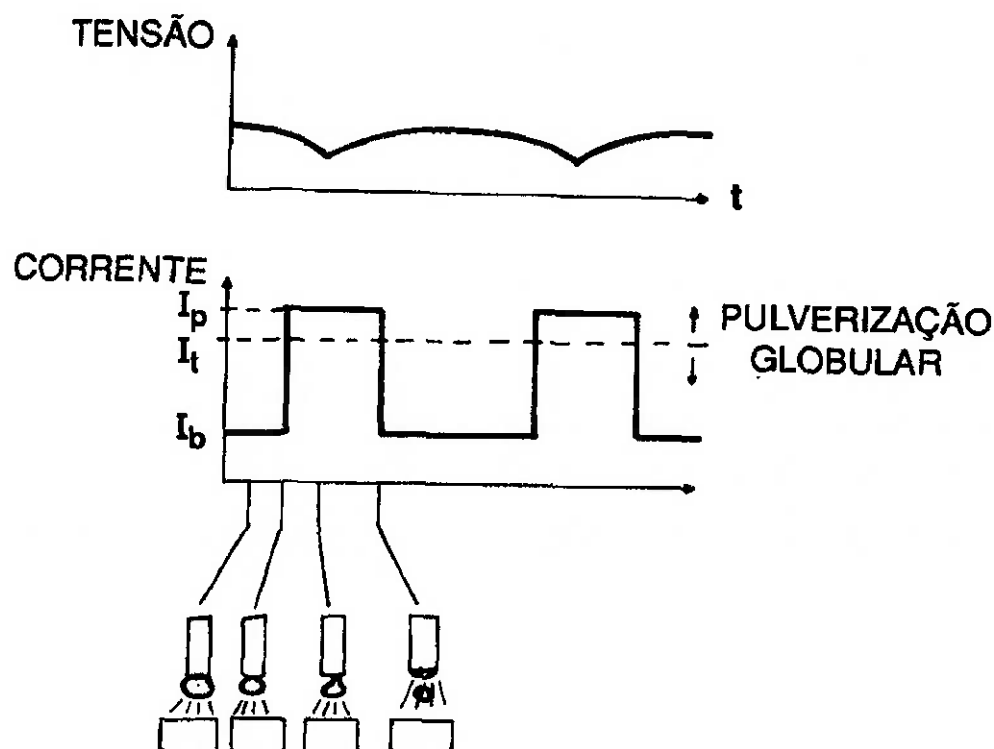 TENSÃO
t
CORRENTE
Ip
It
Ib
PULVERIZAÇÃO
GLOBULAR